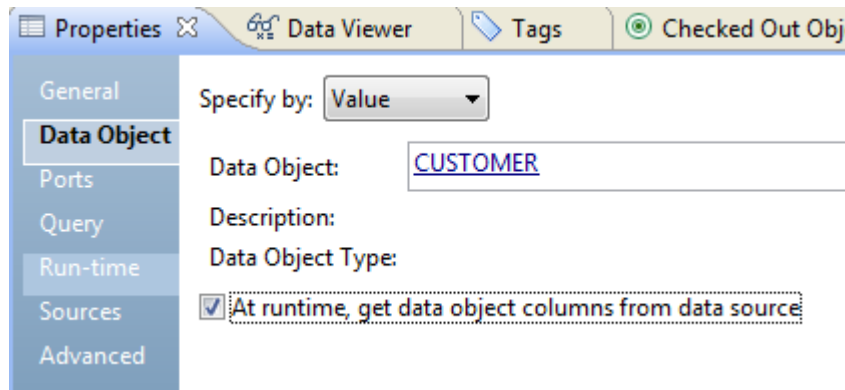 Properties Data Viewer Tags Checked Out Obj
General
Specify by: Value
Data Object
Data Object: CUSTOMER
Ports
Query
Description:
Data Object Type:
Run-time
At runtime, get data object columns from data source
Sources
Advanced